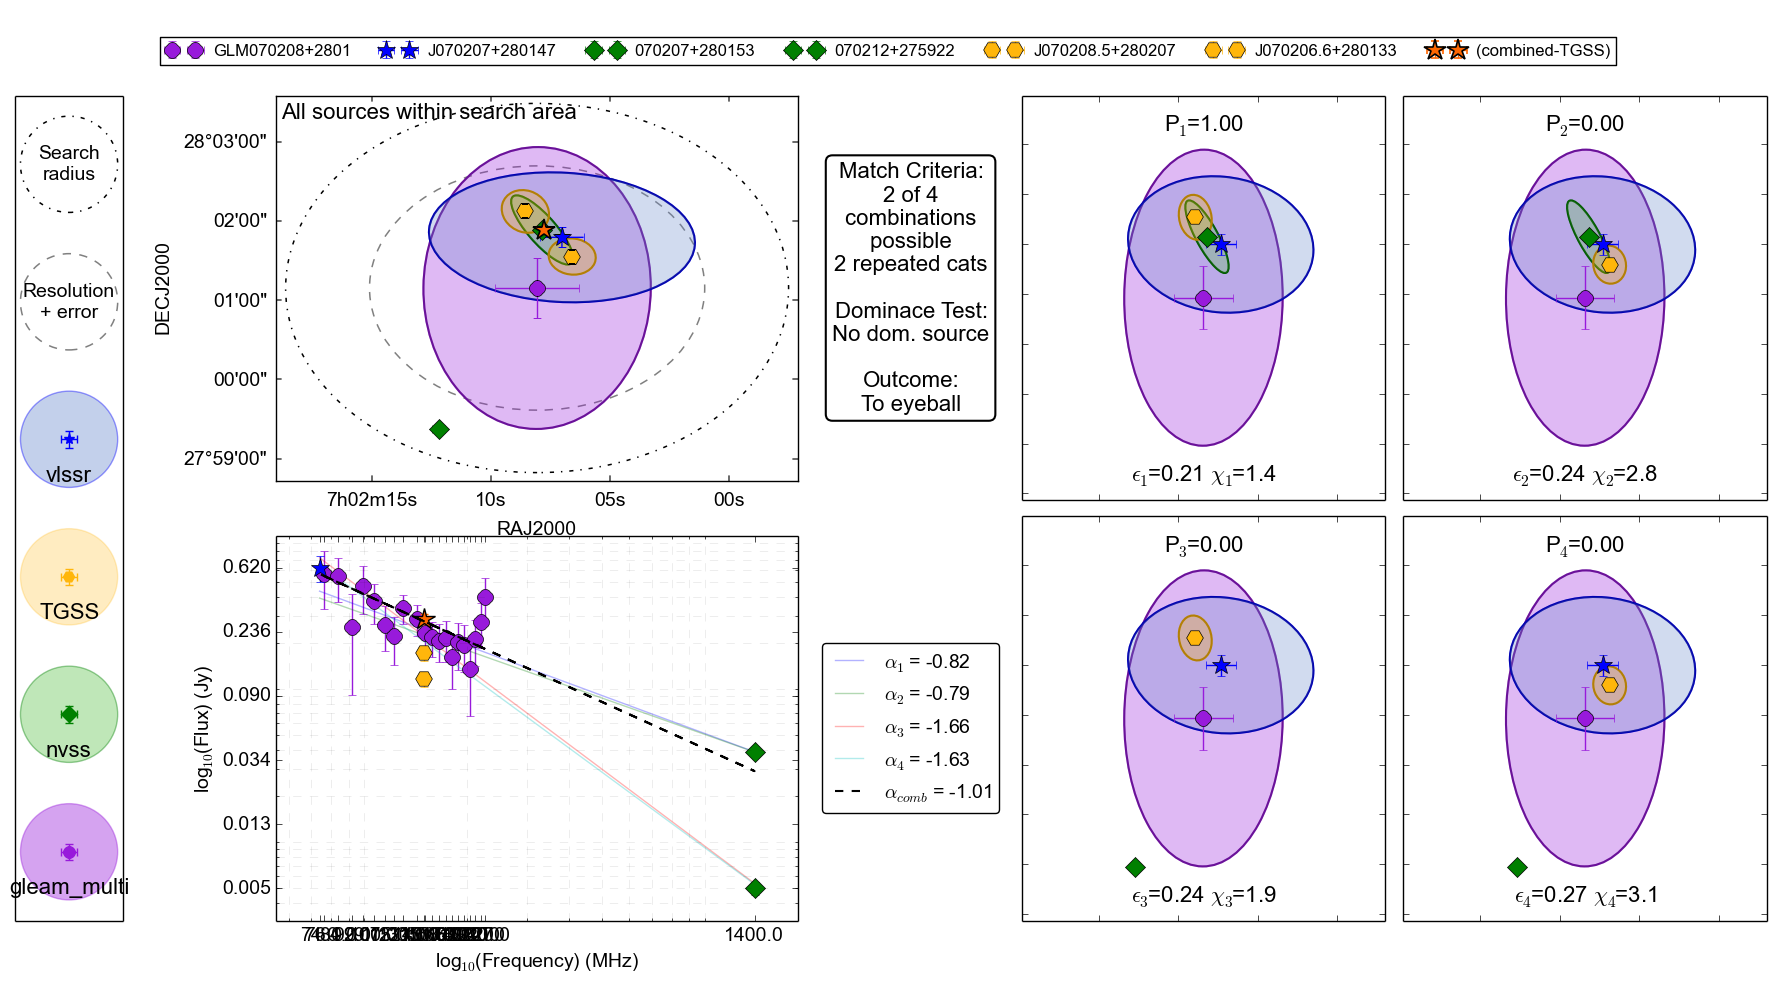 GLM070208+2801 J070207+280147 070207+280153 070212+275922 J070208.5+280207 J070206.6+280133 (combined-TGSS)
Search
radius
Resolution
+ error
vlssr
TGSS
nvss
gleam_multi
All sources within search area
DECJ2000
28°03'00"
02'00"
01'00"
00'00"
27°59'00"
7h02m15s 10s 05s 00s
RAJ2000
Match Criteria:
2 of 4
combinations
possible
2 repeated cats
Dominace Test:
No dom. source
Outcome:
To eyeball
P1=1.00
ϵ1=0.21 χ1=1.4
P2=0.00
ϵ2=0.24 χ2=2.8
log10(Flux) (Jy)
0.620
0.236
0.090
0.034
0.013
0.005
1400.0
log10(Frequency) (MHz)
α1 = -0.82
α2 = -0.79
α3 = -1.66
α4 = -1.63
αcomb = -1.01
P3=0.00
ϵ3=0.24 χ3=1.9
P4=0.00
ϵ4=0.27 χ4=3.1